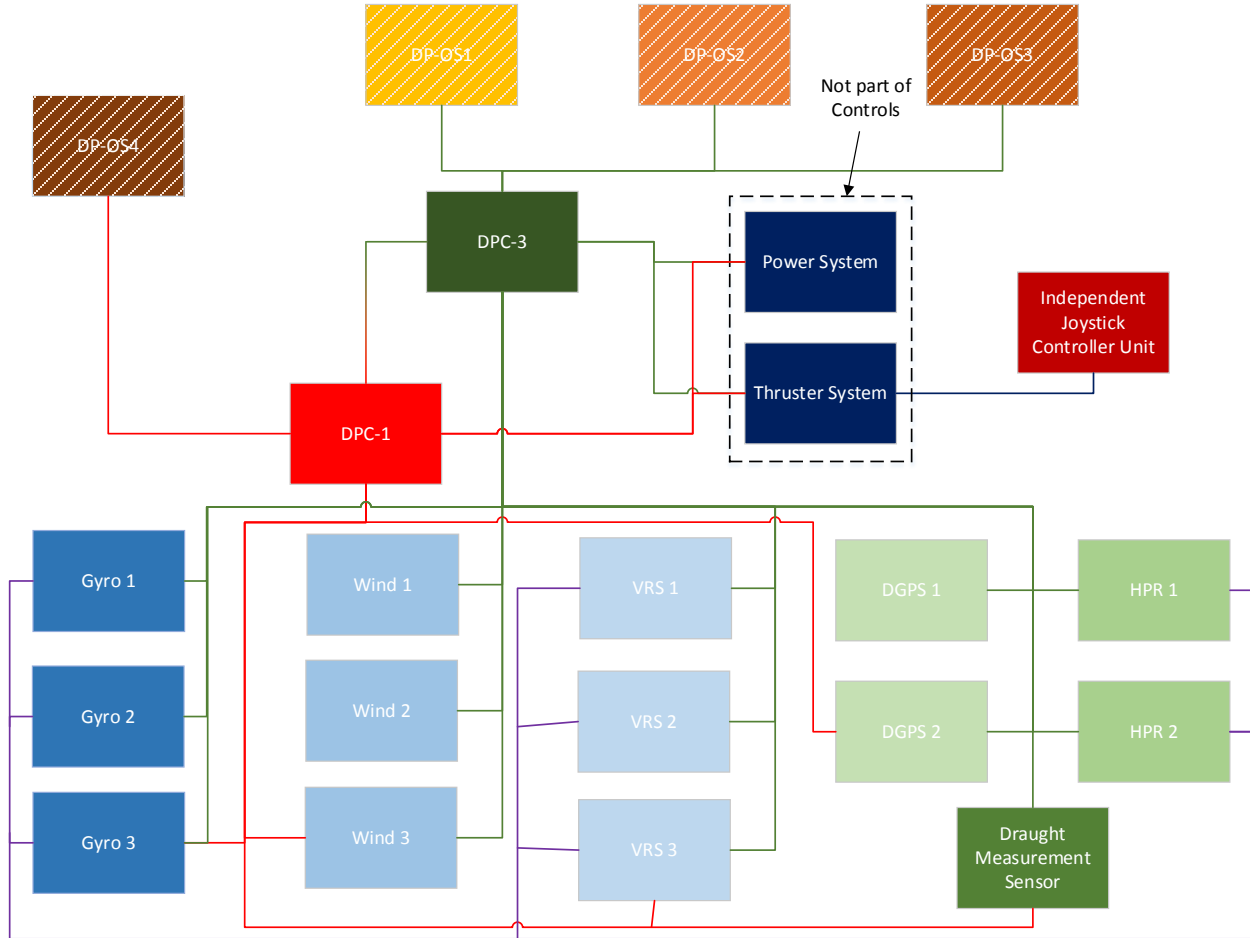 DP-OS1
DP-OS2
DP-OS3
Not part of
Controls
DP-OS4
DPC-3
Power System
Independent
Joystick
Controller Unit
Thruster System
DPC-1
Gyro 1
Wind 1
VRS 1
DGPS 1
HPR 1
Gyro 2
Wind 2
VRS 2
DGPS 2
HPR 2
Gyro 3
Wind 3
VRS 3
Draught
Measurement
Sensor